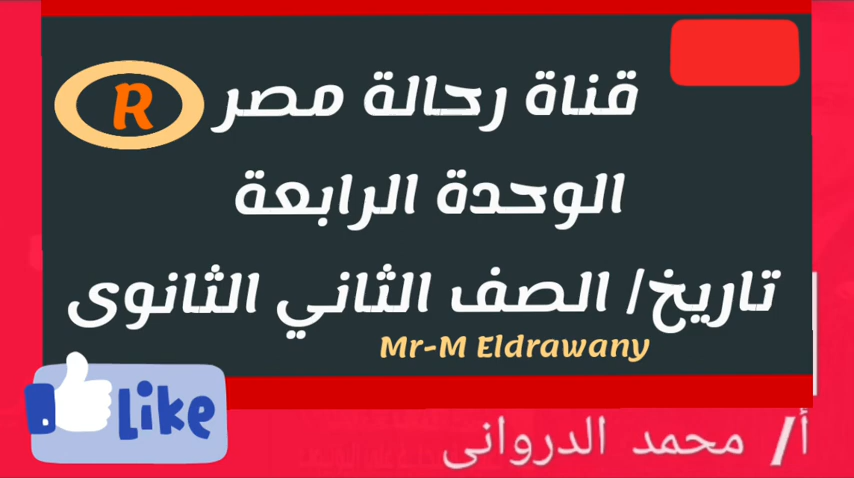 قناة رحالة مصر R
الوحدة الرابعة
تاريخ/ الصف الثاني الثانوى
Mr-M Eldrawany
Like
أ/ محمد الدروانى